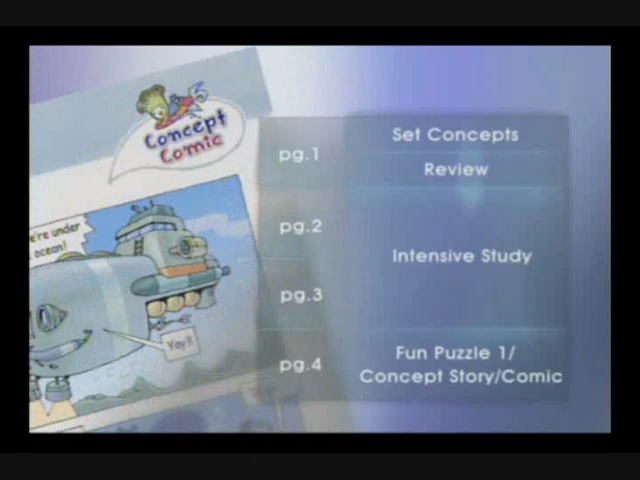 Concept
Comic
e're under
ocean!
Yay!!
pg.1
Set Concepts
Review
pg.2
Intensive Study
pg.3
pg.4
Fun Puzzle 1/
Concept Story/Comic